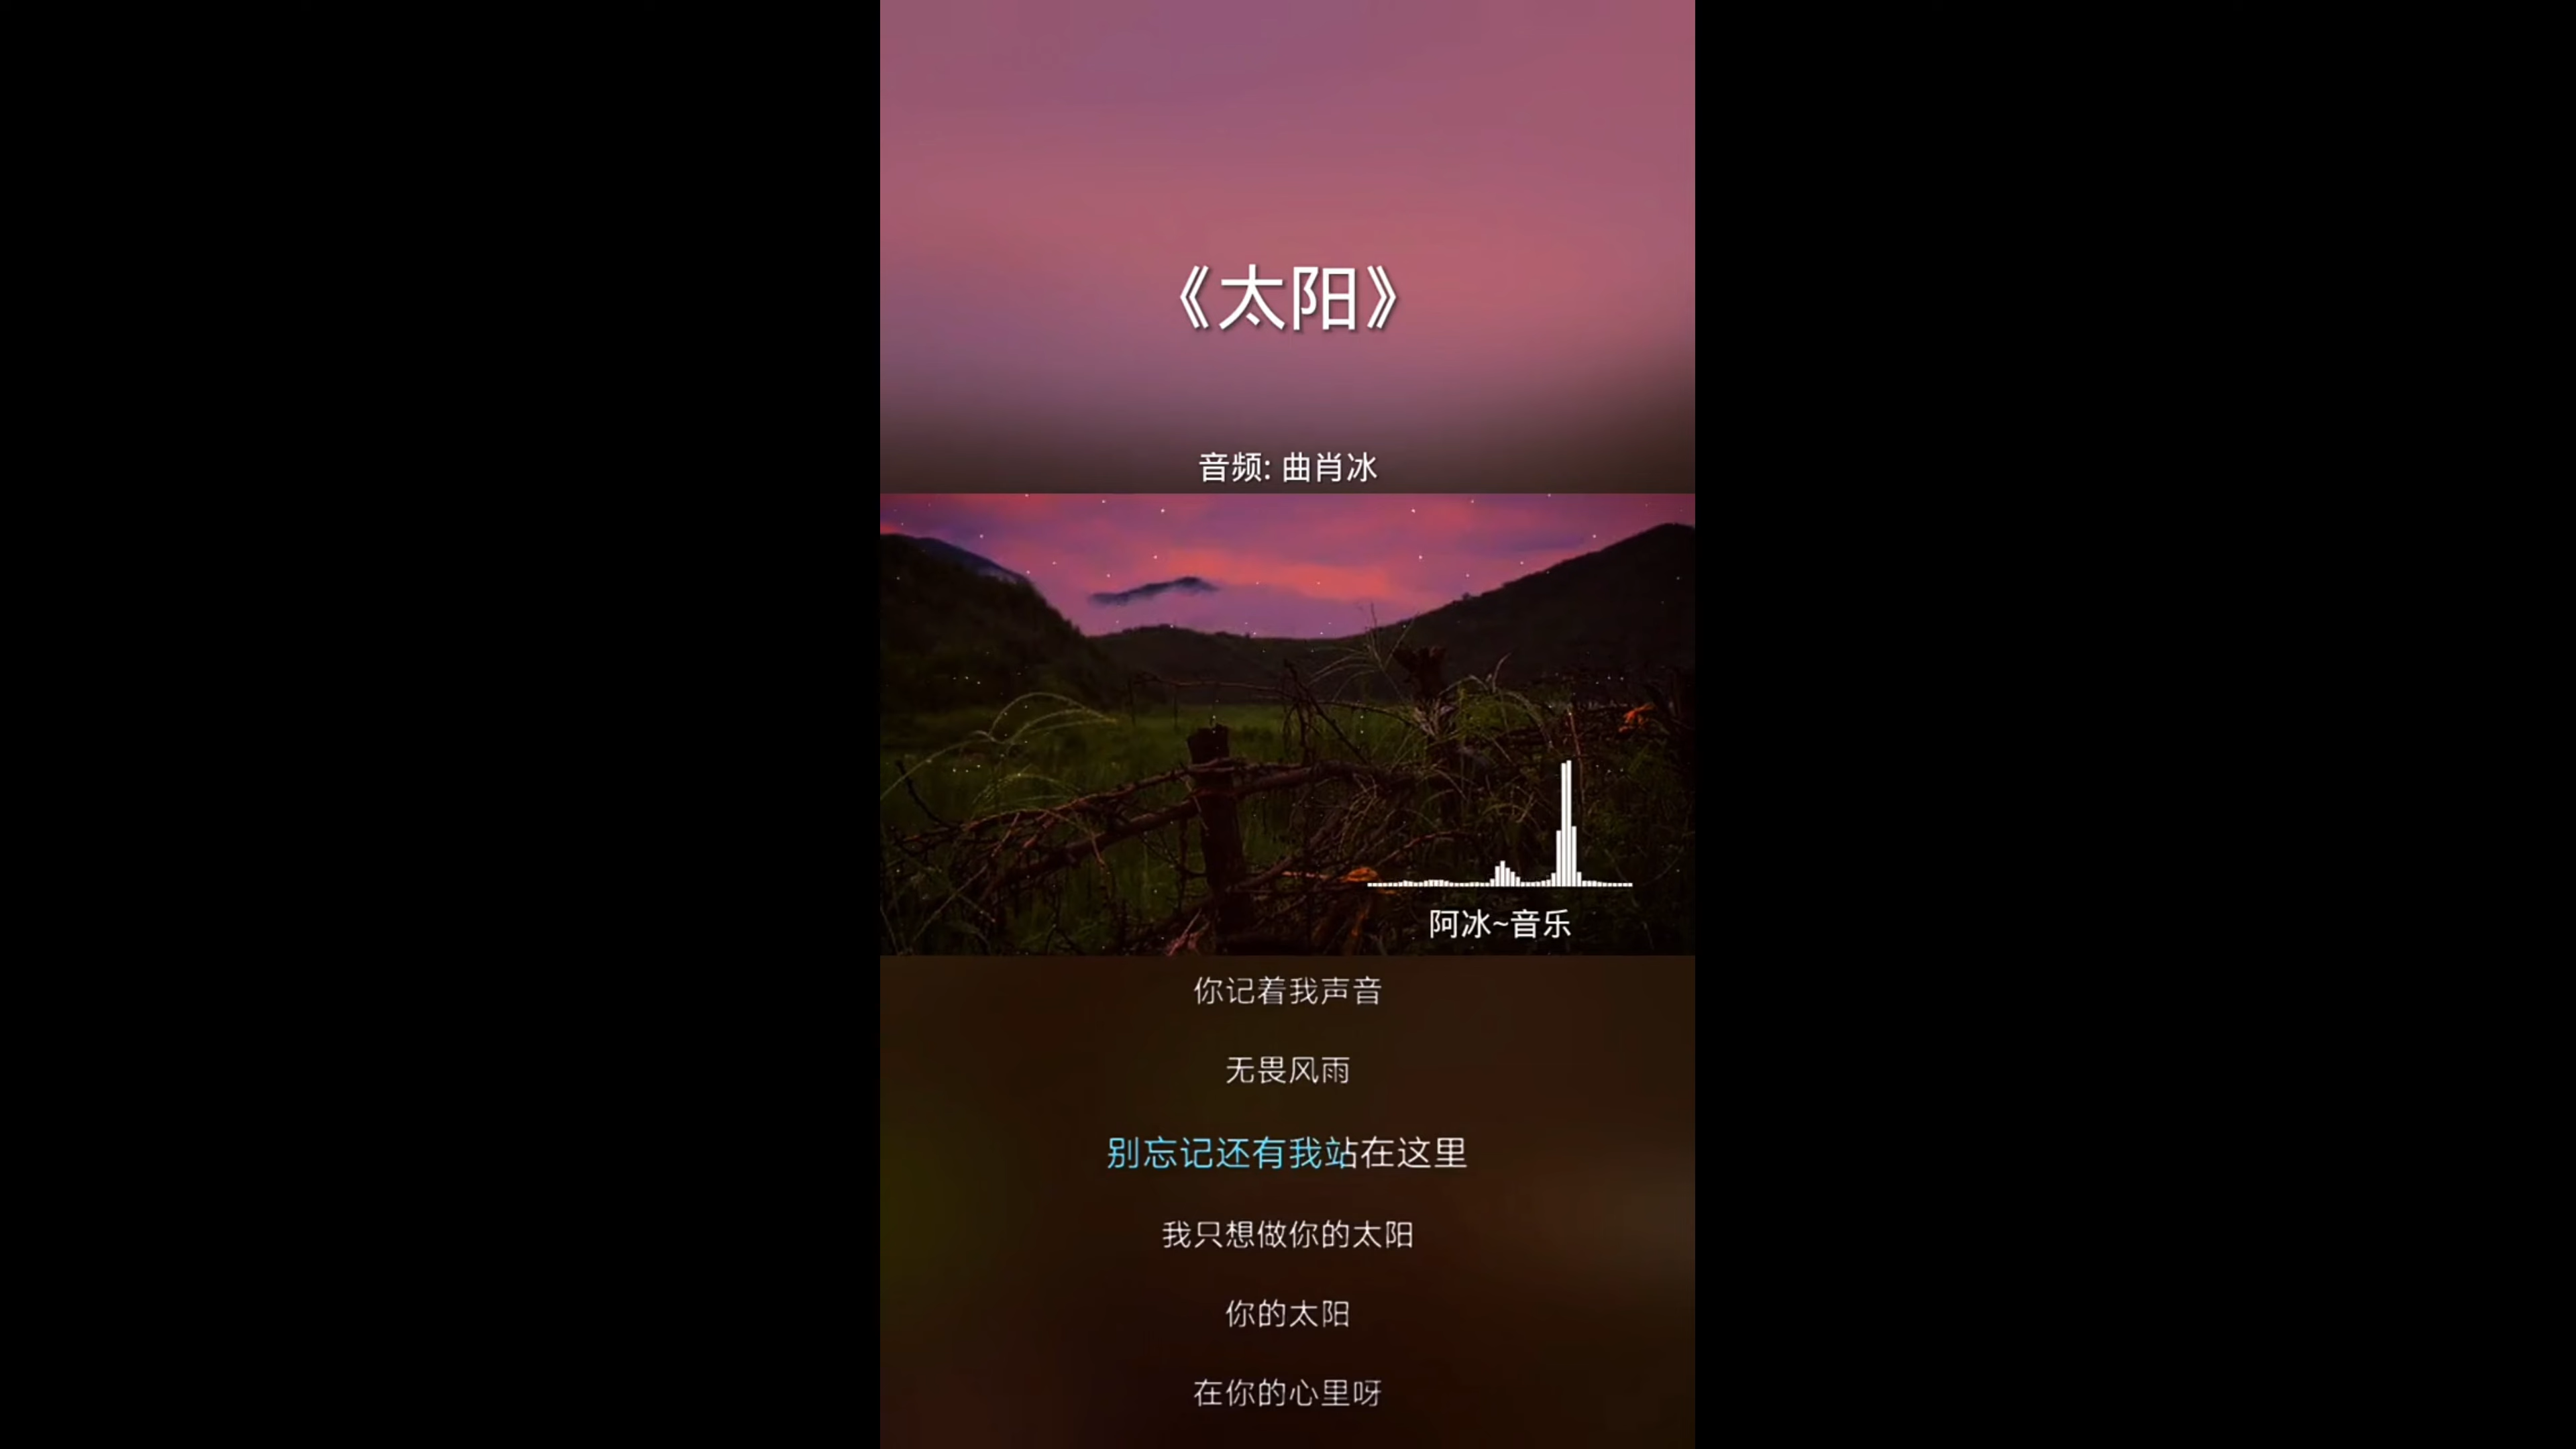 《太阳》
音频: 曲肖冰
阿冰~音乐
你记着我声音
无畏风雨
别忘记还有我站在这里
我只想做你的太阳
你的太阳
在你的心里呀